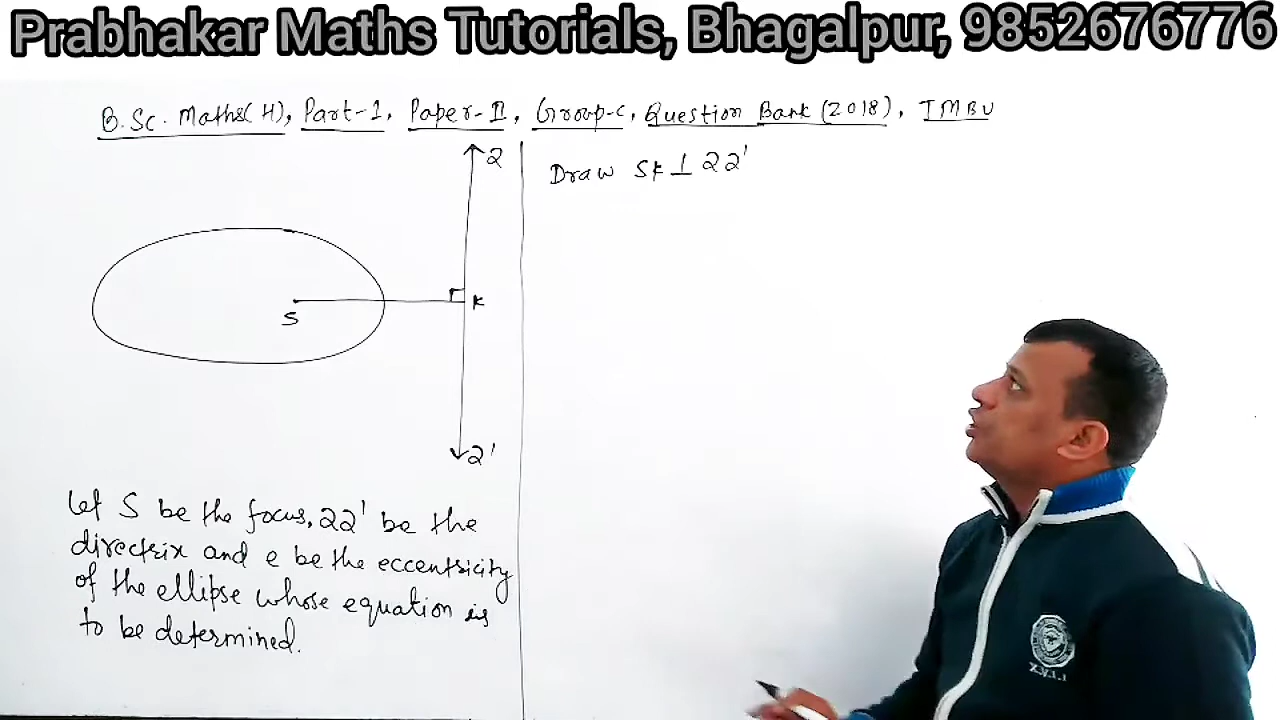 Prabhakar Maths Tutorials, Bhagalpur, 9852676776
B.Sc. Maths(H), Part-1, Paper-II, Group-C, Question Bank (2018), TMBU
Z
Draw SK ⊥ ZZ'
K
S
Z'
Let S be the focus, ZZ' be the
directrix and e be the eccentricity
of the ellipse whose equation is
to be determined.
X.V.I.I